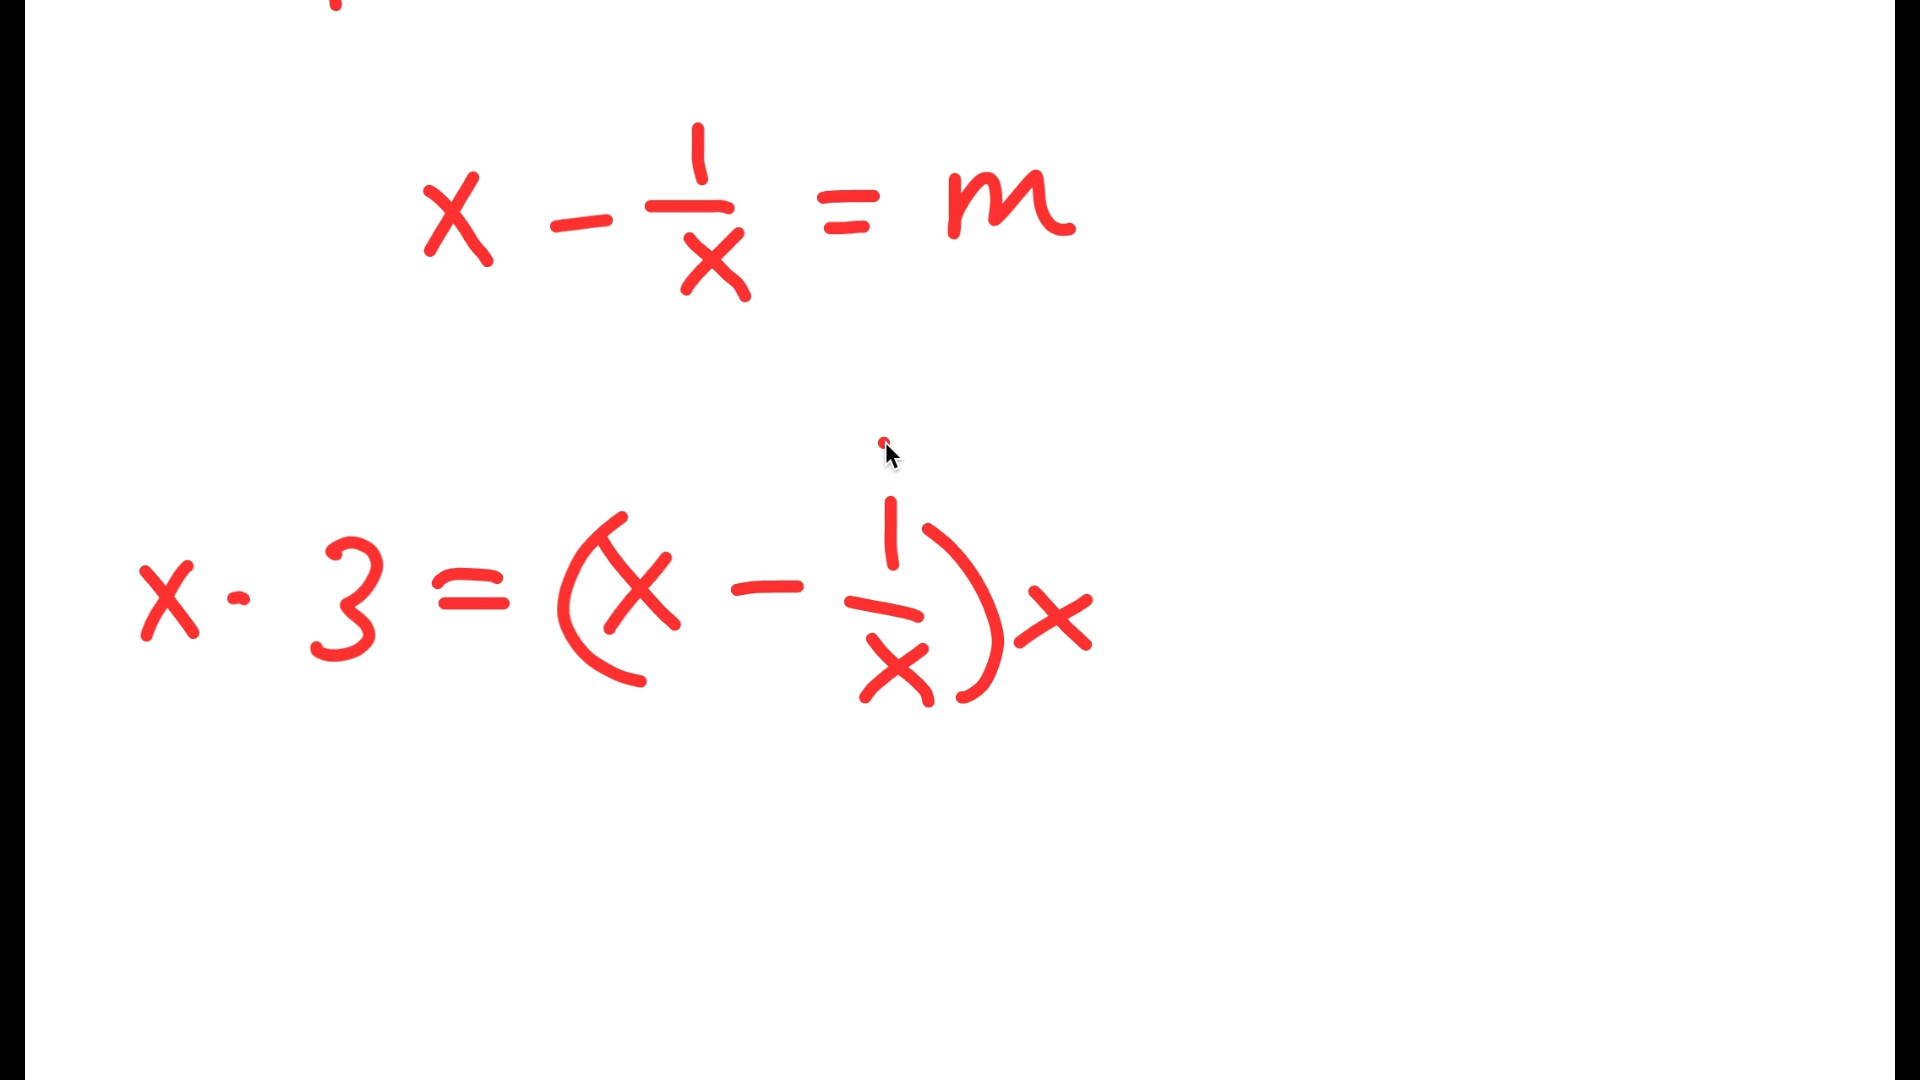 x - 1/x = m
x - 3 = (x - 1/x) x